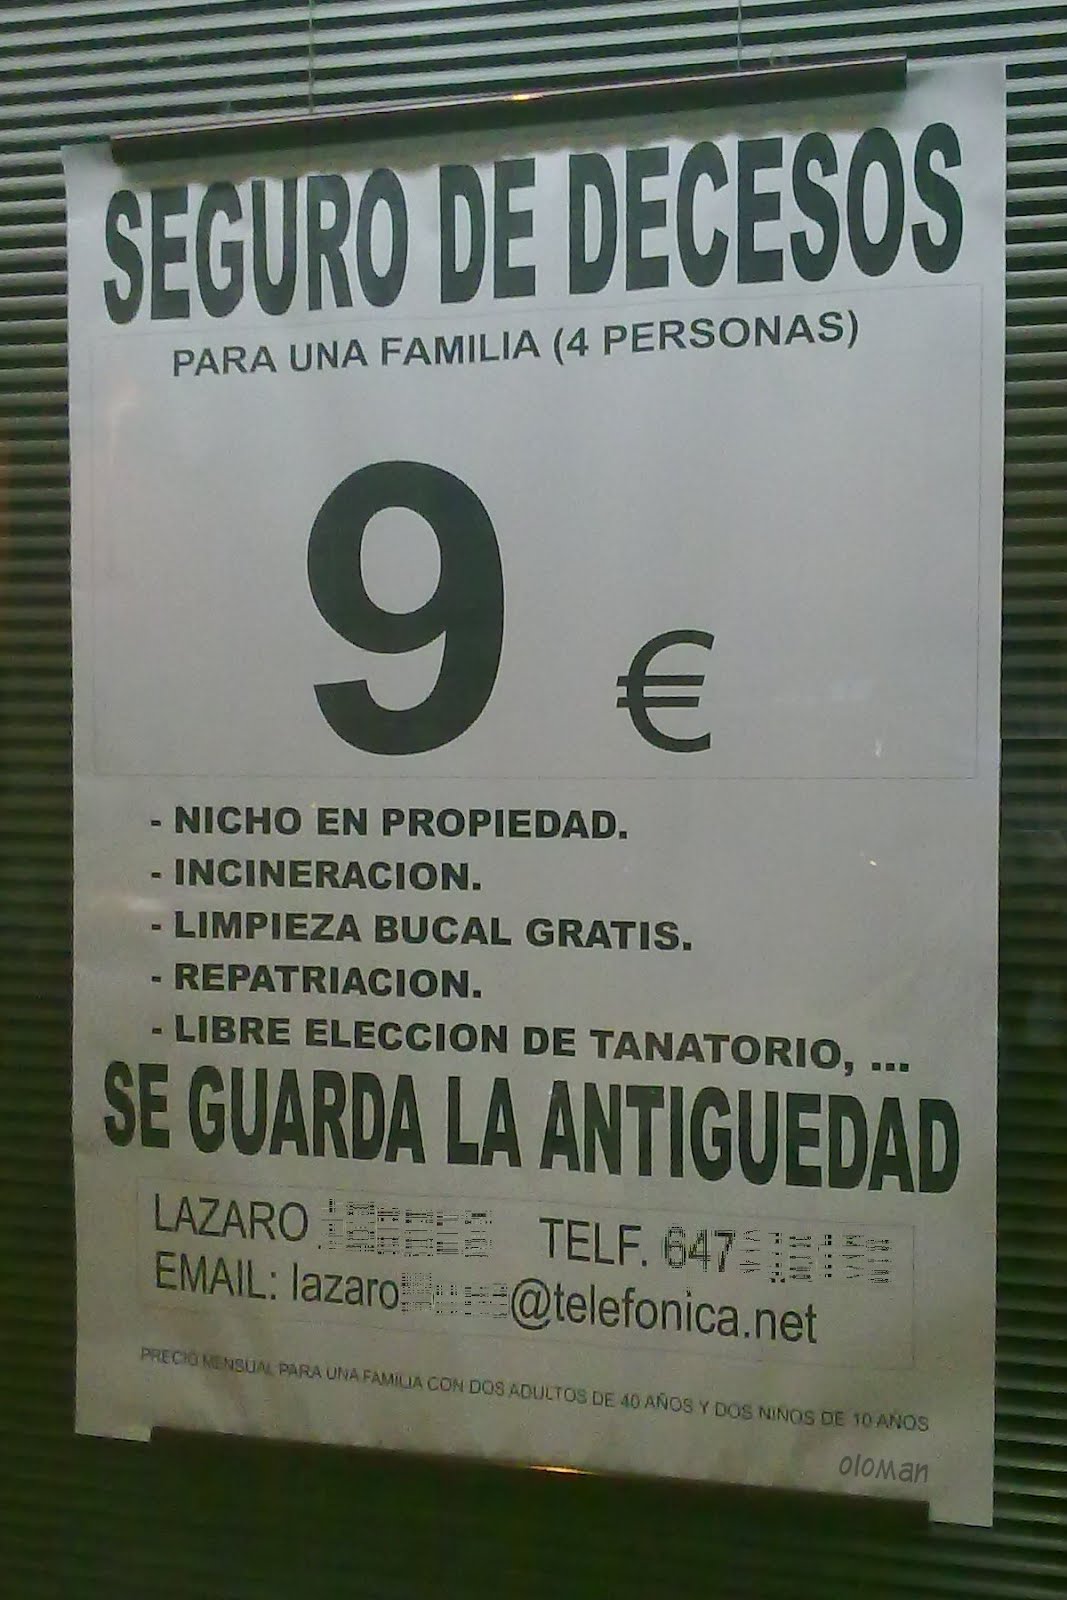 SEGURO DE DECESOS
PARA UNA FAMILIA (4 PERSONAS)
9 €
- NICHO EN PROPIEDAD.
- INCINERACION.
- LIMPIEZA BUCAL GRATIS.
- REPATRIACION.
- LIBRE ELECCION DE TANATORIO, ...
SE GUARDA LA ANTIGUEDAD
LAZARO TELF. 647
EMAIL: lazaro @telefonica.net
PRECIO MENSUAL PARA UNA FAMILIA CON DOS ADULTOS DE 40 AÑOS Y DOS NIÑOS DE 10 AÑOS
oloman